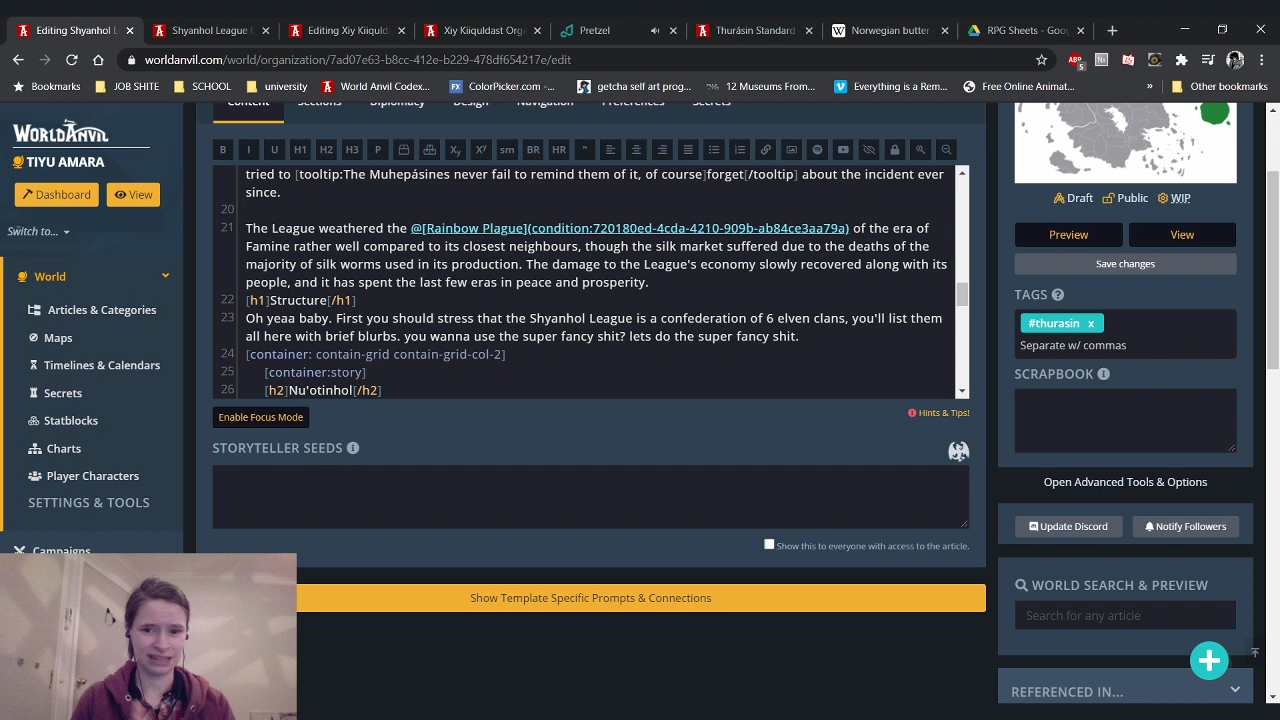 Editing Shyanhol L
Shyanhol League C
Editing Xiy Kiiquld
Xiy Kiiquldast Orga
Pretzel
Thurásin Standard
Norwegian butter
RPG Sheets - Goog
worldanvil.com/world/organization/7ad07e63-b8cc-412e-b229-478df654217e/edit
Bookmarks
JOB SHITE
SCHOOL
university
World Anvil Codex...
ColorPicker.com -...
getcha self art prog...
12 Museums From...
Everything is a Rem...
Free Online Animat...
»
Other bookmarks
Content Sections Diplomacy Design Navigation Preferences Secrets
WORLDANVIL
TIYU AMARA
Dashboard
View
Switch to...
World
Articles & Categories
Maps
Timelines & Calendars
Secrets
Statblocks
Charts
Player Characters
SETTINGS & TOOLS
Campaigns
B I U H1 H2 H3 P Xy XY sm BR HR "
tried to [tooltip:The Muhepásines never fail to remind them of it, of course]forget[/tooltip] about the incident ever
since.
20
21 The League weathered the @[Rainbow Plague](condition:720180ed-4cda-4210-909b-ab84ce3aa79a) of the era of
Famine rather well compared to its closest neighbours, though the silk market suffered due to the deaths of the
majority of silk worms used in its production. The damage to the League's economy slowly recovered along with its
people, and it has spent the last few eras in peace and prosperity.
22 [h1]Structure[/h1]
23 Oh yeaa baby. First you should stress that the Shyanhol League is a confederation of 6 elven clans, you'll list them
all here with brief blurbs. you wanna use the super fancy shit? lets do the super fancy shit.
24 [container: contain-grid contain-grid-col-2]
25 [container:story]
26 [h2]Nu'otinhol[/h2]
Enable Focus Mode
Hints & Tips!
STORYTELLER SEEDS
Show this to everyone with access to the article.
Show Template Specific Prompts & Connections
Draft
Public
WIP
Preview
View
Save changes
TAGS
#thurasin x
Separate w/ commas
SCRAPBOOK
Open Advanced Tools & Options
Update Discord
Notify Followers
WORLD SEARCH & PREVIEW
Search for any article
REFERENCED IN...